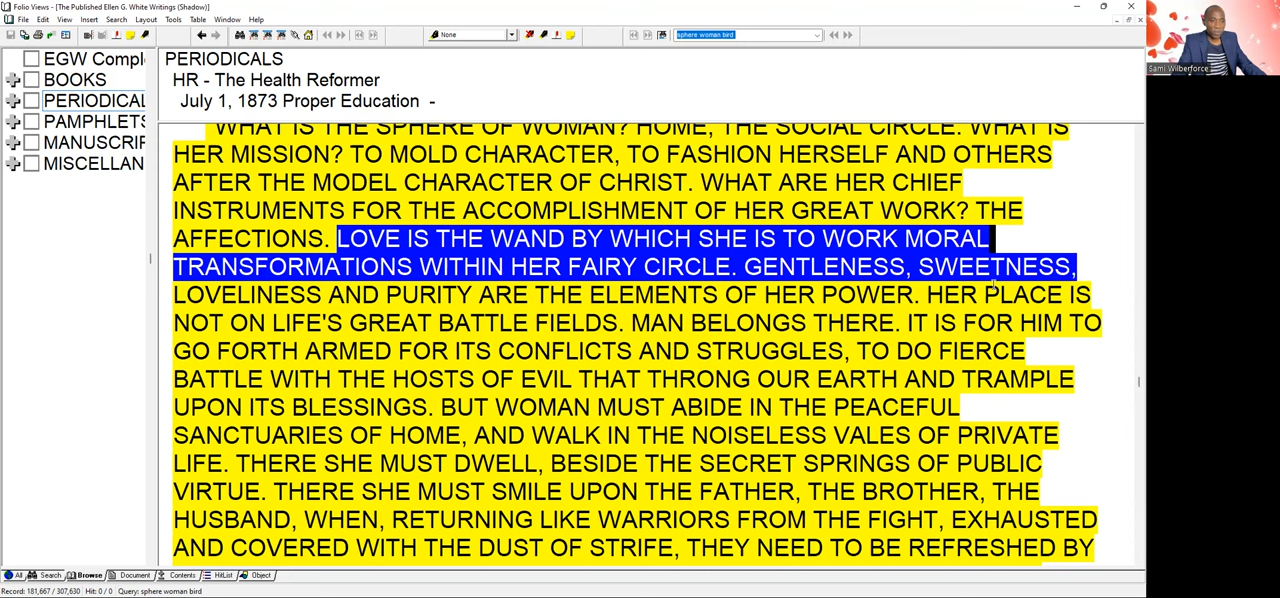 Folio Views - [The Published Ellen G. White Writings (Shadow)]
File Edit View Insert Search Layout Tools Table Window Help
None
sphere woman bird
EGW Compl
BOOKS
PERIODICAL
PAMPHLETS
MANUSCRIP
MISCELLAN
PERIODICALS
HR - The Health Reformer
July 1, 1873 Proper Education -
WHAT IS THE SPHERE OF WOMAN? HOME, THE SOCIAL CIRCLE. WHAT IS
HER MISSION? TO MOLD CHARACTER, TO FASHION HERSELF AND OTHERS
AFTER THE MODEL CHARACTER OF CHRIST. WHAT ARE HER CHIEF
INSTRUMENTS FOR THE ACCOMPLISHMENT OF HER GREAT WORK? THE
AFFECTIONS. LOVE IS THE WAND BY WHICH SHE IS TO WORK MORAL
TRANSFORMATIONS WITHIN HER FAIRY CIRCLE. GENTLENESS, SWEETNESS,
LOVELINESS AND PURITY ARE THE ELEMENTS OF HER POWER. HER PLACE IS
NOT ON LIFE'S GREAT BATTLE FIELDS. MAN BELONGS THERE. IT IS FOR HIM TO
GO FORTH ARMED FOR ITS CONFLICTS AND STRUGGLES, TO DO FIERCE
BATTLE WITH THE HOSTS OF EVIL THAT THRONG OUR EARTH AND TRAMPLE
UPON ITS BLESSINGS. BUT WOMAN MUST ABIDE IN THE PEACEFUL
SANCTUARIES OF HOME, AND WALK IN THE NOISELESS VALES OF PRIVATE
LIFE. THERE SHE MUST DWELL, BESIDE THE SECRET SPRINGS OF PUBLIC
VIRTUE. THERE SHE MUST SMILE UPON THE FATHER, THE BROTHER, THE
HUSBAND, WHEN, RETURNING LIKE WARRIORS FROM THE FIGHT, EXHAUSTED
AND COVERED WITH THE DUST OF STRIFE, THEY NEED TO BE REFRESHED BY
Sami Wilberforce
All Search Browse Document Contents HitList Object
Record: 181,667 / 307,630 Hit: 0 / 0 Query: sphere woman bird